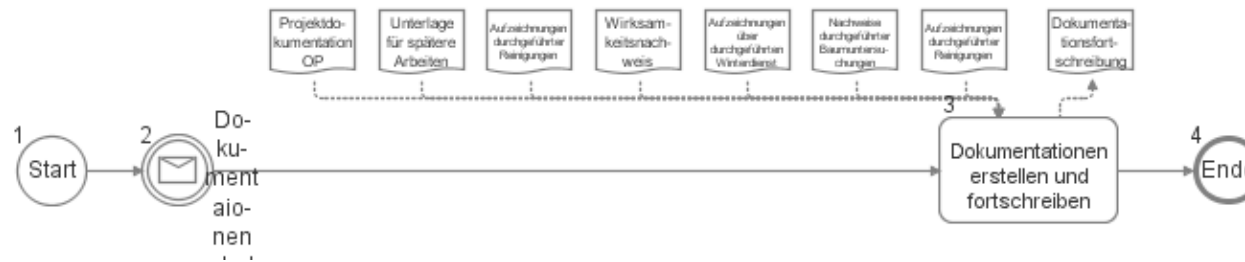 Projektdo-
kumentation
OP
Unterlage
für spätere
Arbeiten
Aufzeichnungen
durchgeführter
Reinigungen
Wirksam-
keitsnach-
weis
Aufzeichnungen
über
durchgeführten
Winterdienst
Nachweise
durchgeführter
Baumuntersu-
chungen
Aufzeichnungen
durchgeführter
Reinigungen
Dokumenta-
tionsfort-
schreibung
1
Start
2
Do-
ku-
ment
aio-
nen
3
Dokumentationen
erstellen und
fortschreiben
4
Ende